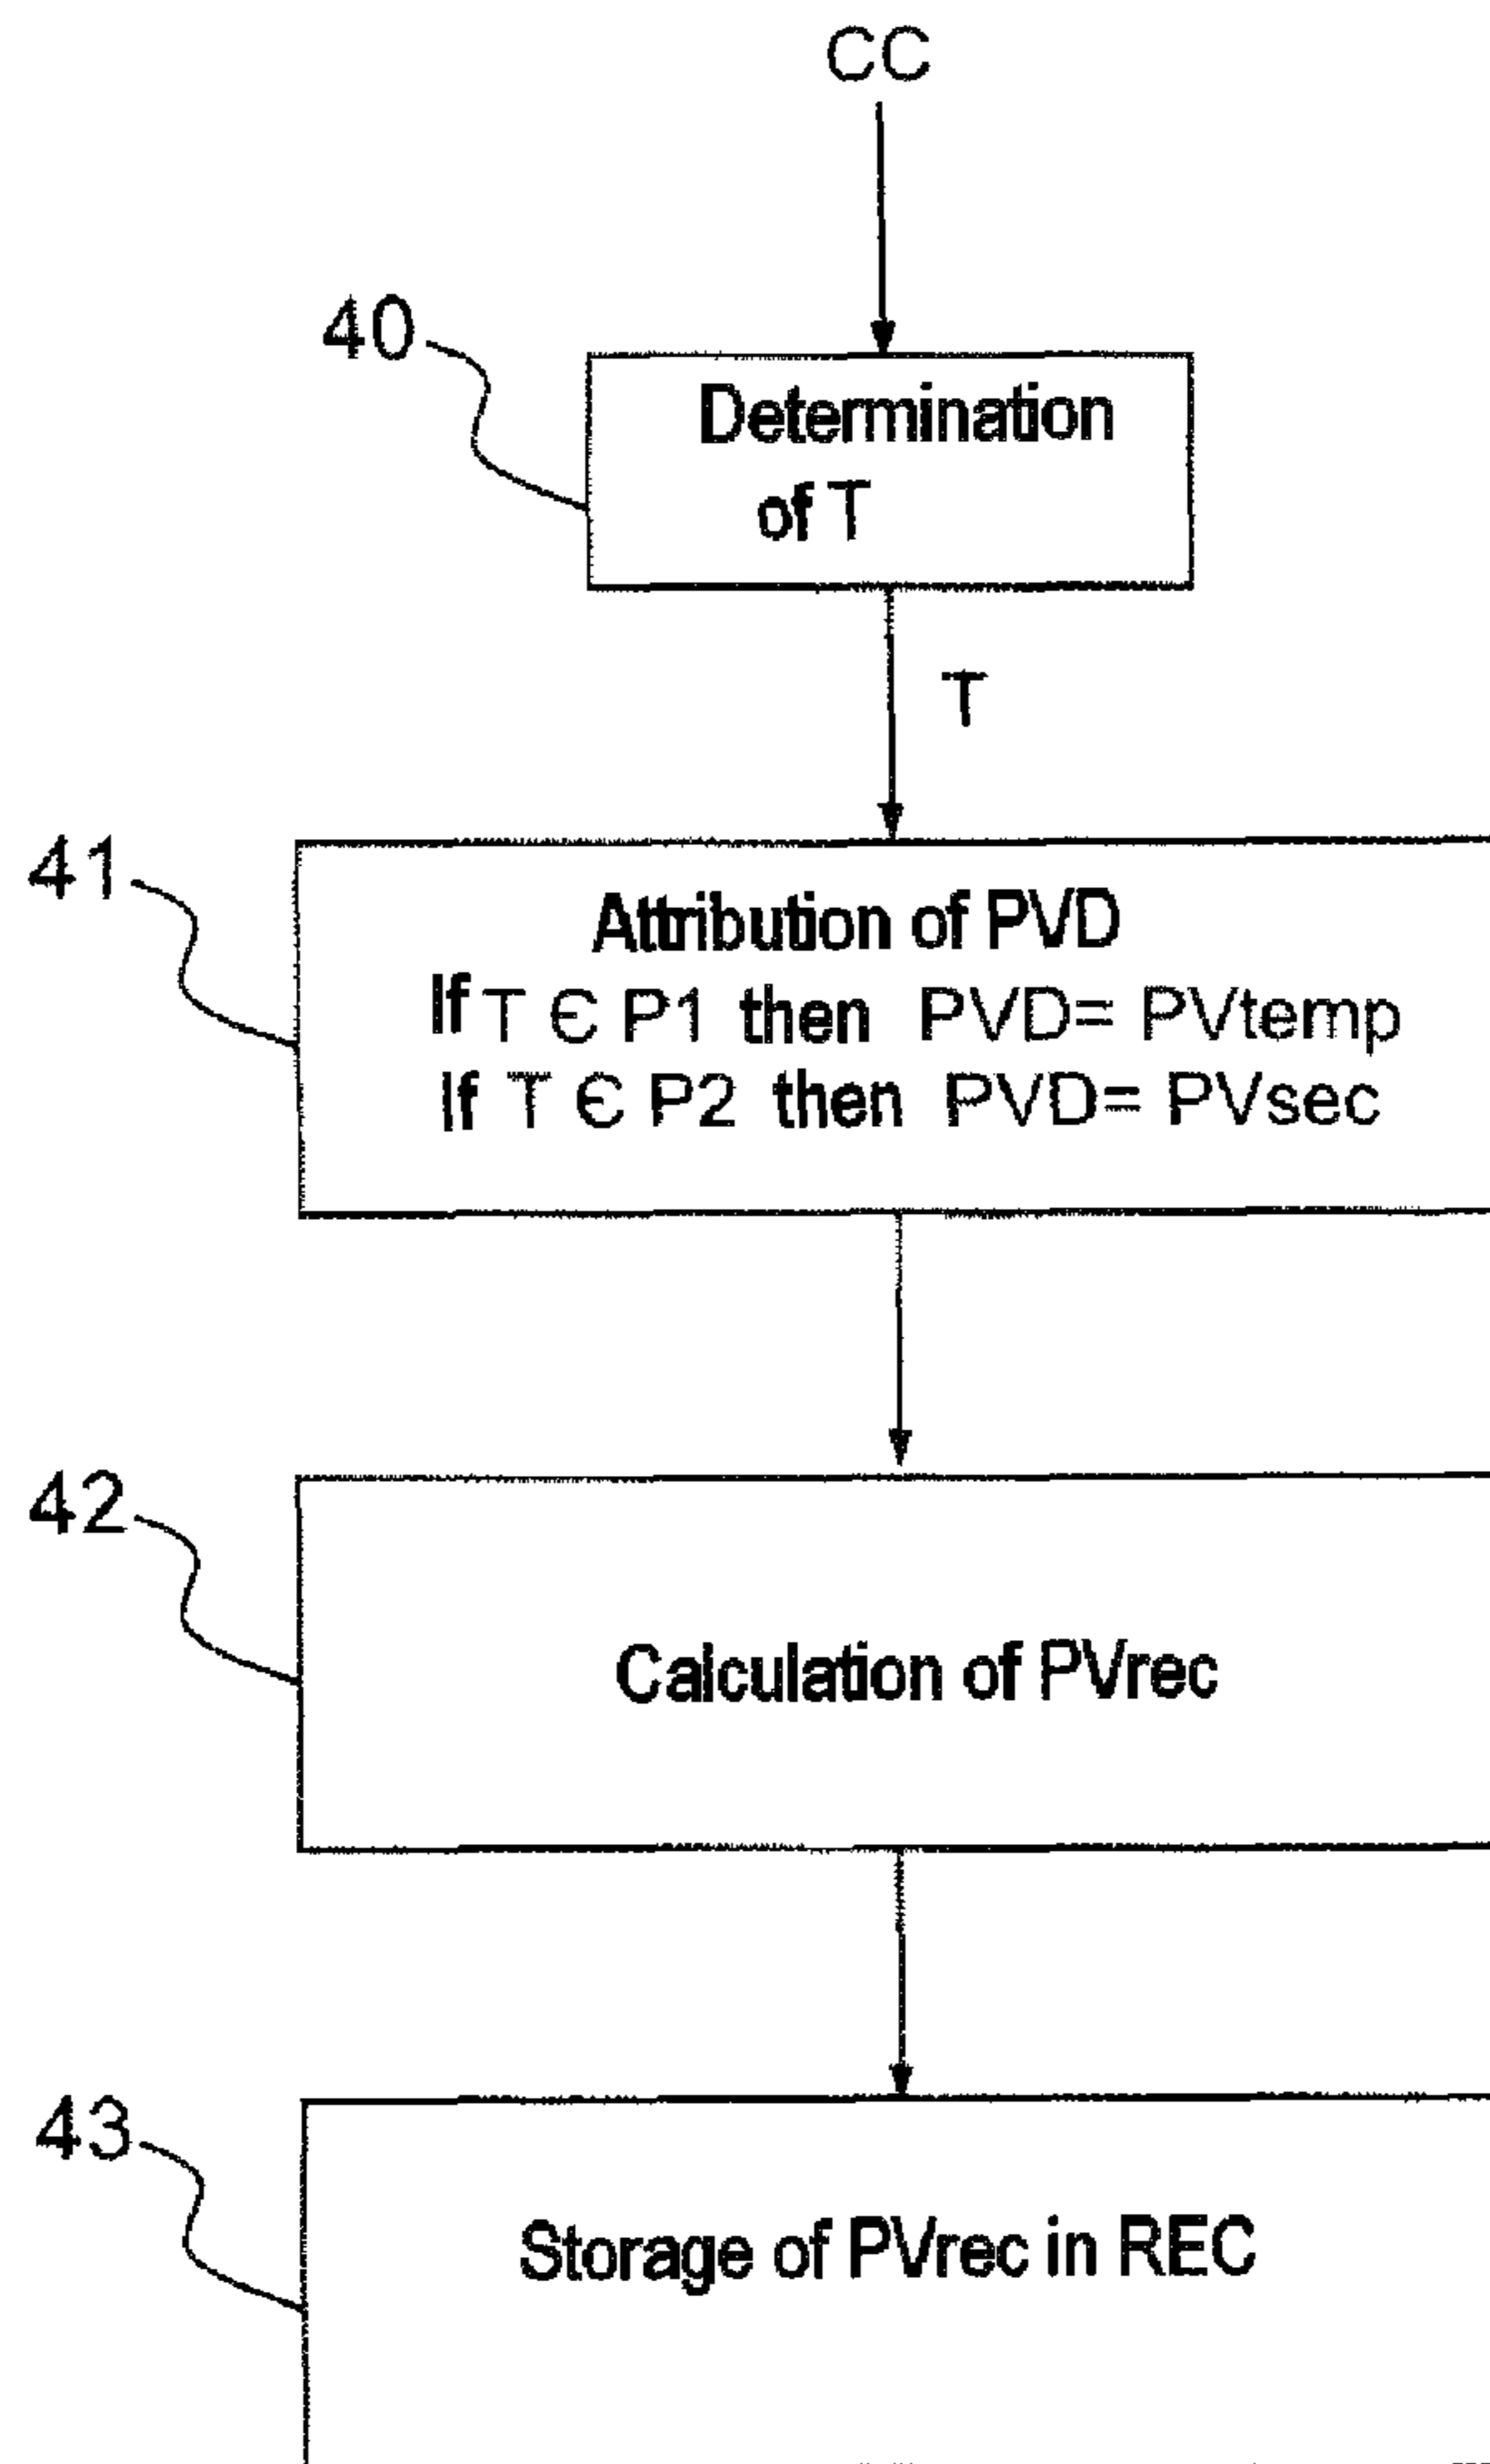 CC
40
Determination
of T
T
41
Attribution of PVD
If T Є P1 then PVD= PVtemp
If T Є P2 then PVD= PVsec
42
Calculation of PVrec
43
Storage of PVrec in REC